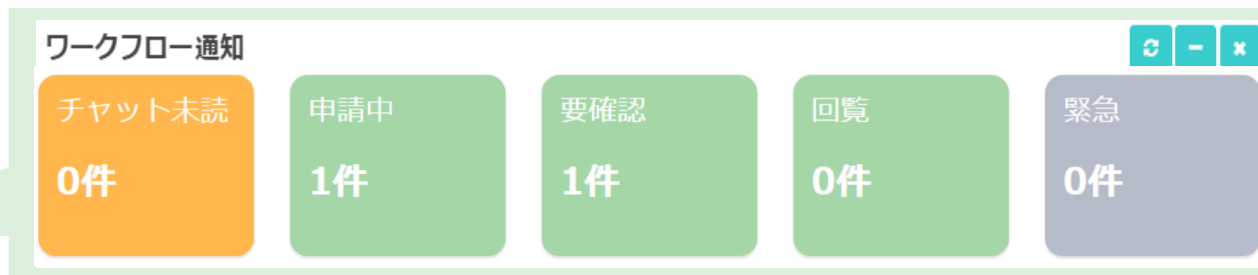 ワークフロー通知
チャット未読
0件
申請中
1件
要確認
1件
回覧
0件
緊急
0件